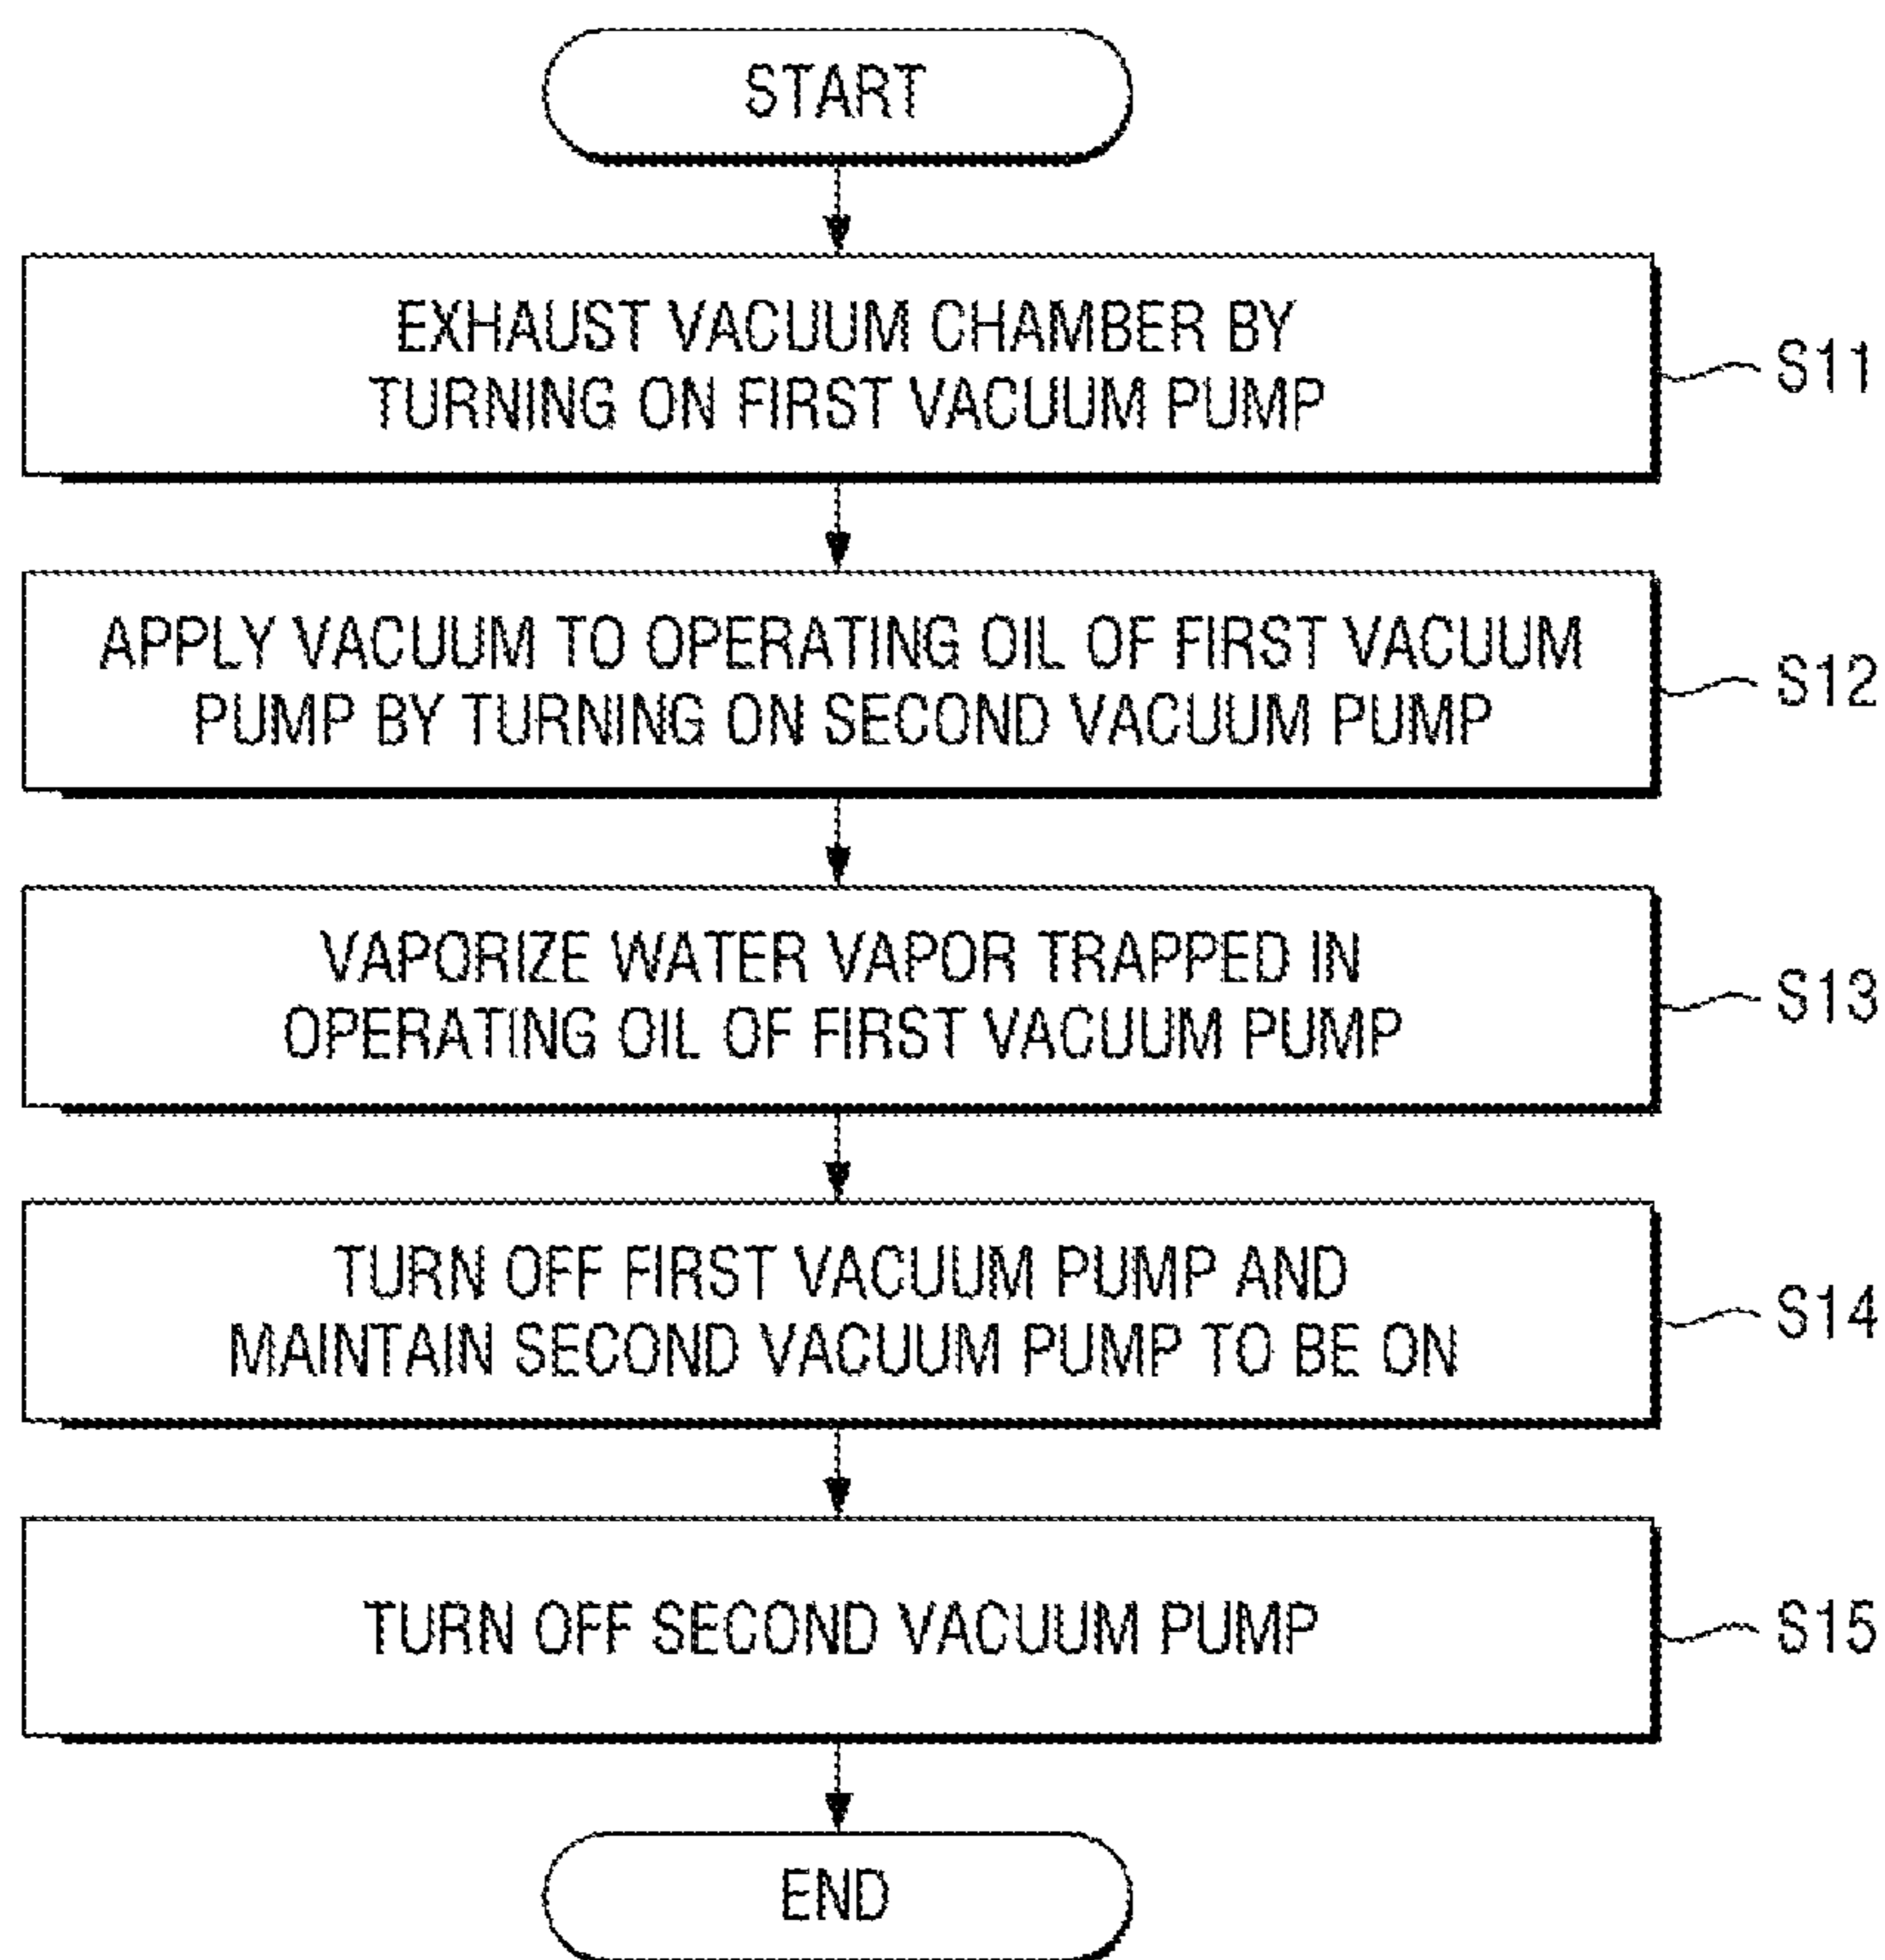 START
EXHAUST VACUUM CHAMBER BY
TURNING ON FIRST VACUUM PUMP
S11
APPLY VACUUM TO OPERATING OIL OF FIRST VACUUM
PUMP BY TURNING ON SECOND VACUUM PUMP
S12
VAPORIZE WATER VAPOR TRAPPED IN
OPERATING OIL OF FIRST VACUUM PUMP
S13
TURN OFF FIRST VACUUM PUMP AND
MAINTAIN SECOND VACUUM PUMP TO BE ON
S14
TURN OFF SECOND VACUUM PUMP
S15
END